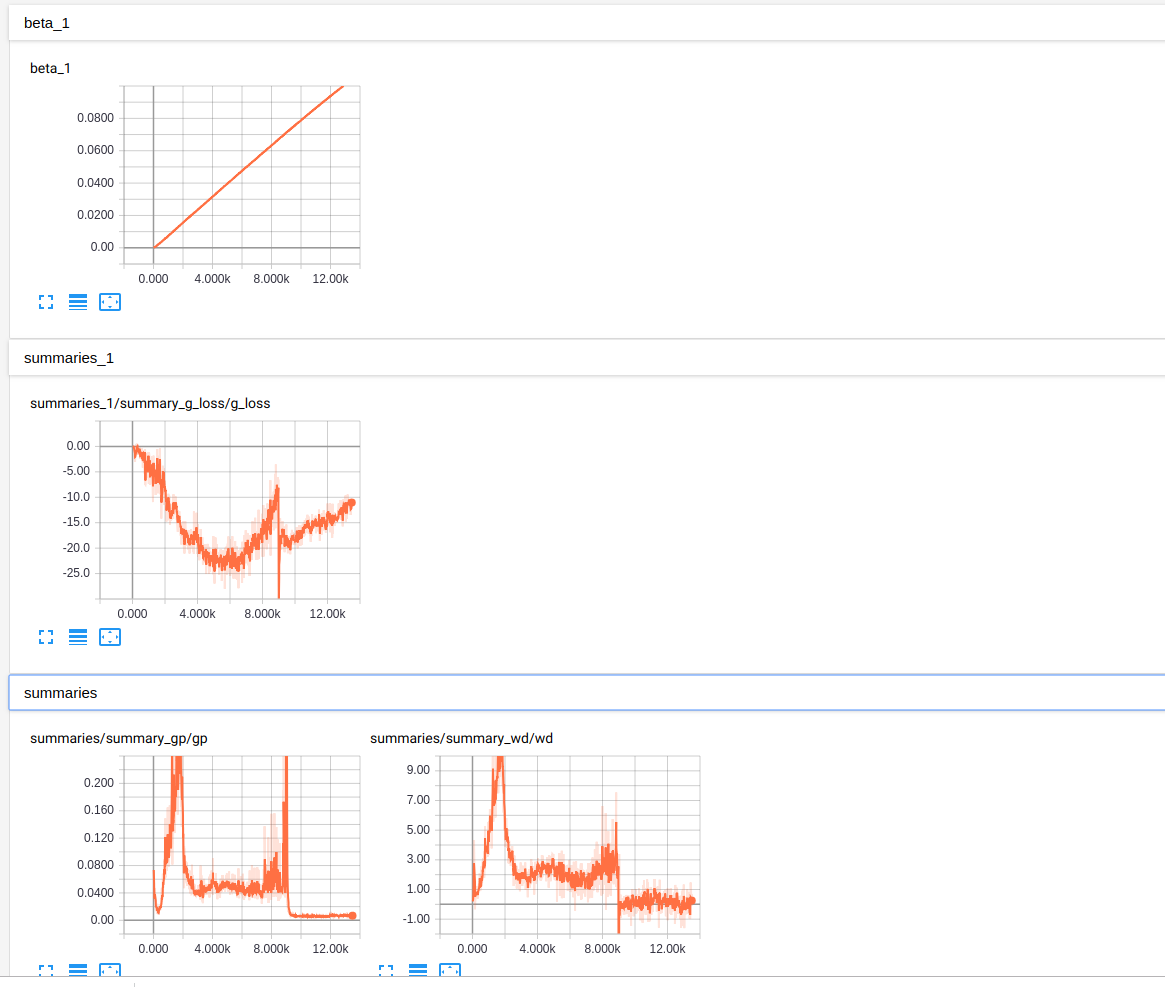 beta_1
beta_1
0.0800
0.0600
0.0400
0.0200
0.00
0.000 4.000k 8.000k 12.00k
summaries_1
summaries_1/summary_g_loss/g_loss
0.00
-5.00
-10.0
-15.0
-20.0
-25.0
0.000 4.000k 8.000k 12.00k
summaries
summaries/summary_gp/gp
0.200
0.160
0.120
0.0800
0.0400
0.00
0.000 4.000k 8.000k 12.00k
summaries/summary_wd/wd
9.00
7.00
5.00
3.00
1.00
-1.00
0.000 4.000k 8.000k 12.00k